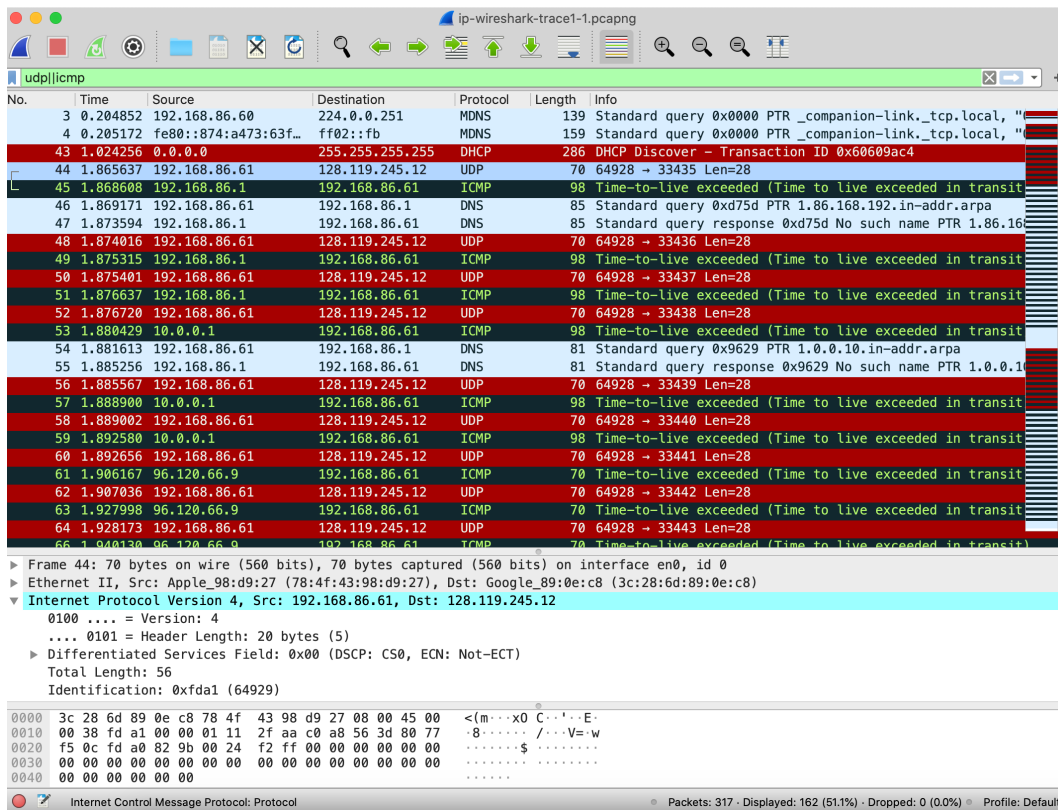 ip-wireshark-trace1-1.pcapng
udp||icmp
No. Time Source Destination Protocol Length Info
3 0.204852 192.168.86.60 224.0.0.251 MDNS 139 Standard query 0x0000 PTR _companion-link._tcp.local, "
4 0.205172 fe80::874:a473:63f… ff02::fb MDNS 159 Standard query 0x0000 PTR _companion-link._tcp.local, "
43 1.024256 0.0.0.0 255.255.255.255 DHCP 286 DHCP Discover - Transaction ID 0x60609ac4
44 1.865637 192.168.86.61 128.119.245.12 UDP 70 64928 → 33435 Len=28
45 1.868608 192.168.86.1 192.168.86.61 ICMP 98 Time-to-live exceeded (Time to live exceeded in transit
46 1.869171 192.168.86.61 192.168.86.1 DNS 85 Standard query 0xd75d PTR 1.86.168.192.in-addr.arpa
47 1.873594 192.168.86.1 192.168.86.61 DNS 85 Standard query response 0xd75d No such name PTR 1.86.168
48 1.874016 192.168.86.61 128.119.245.12 UDP 70 64928 → 33436 Len=28
49 1.875315 192.168.86.1 192.168.86.61 ICMP 98 Time-to-live exceeded (Time to live exceeded in transit
50 1.875401 192.168.86.61 128.119.245.12 UDP 70 64928 → 33437 Len=28
51 1.876637 192.168.86.1 192.168.86.61 ICMP 98 Time-to-live exceeded (Time to live exceeded in transit
52 1.876720 192.168.86.61 128.119.245.12 UDP 70 64928 → 33438 Len=28
53 1.880429 10.0.0.1 192.168.86.61 ICMP 98 Time-to-live exceeded (Time to live exceeded in transit
54 1.881613 192.168.86.61 192.168.86.1 DNS 81 Standard query 0x9629 PTR 1.0.0.10.in-addr.arpa
55 1.885256 192.168.86.1 192.168.86.61 DNS 81 Standard query response 0x9629 No such name PTR 1.0.0.1
56 1.885567 192.168.86.61 128.119.245.12 UDP 70 64928 → 33439 Len=28
57 1.888900 10.0.0.1 192.168.86.61 ICMP 98 Time-to-live exceeded (Time to live exceeded in transit
58 1.889002 192.168.86.61 128.119.245.12 UDP 70 64928 → 33440 Len=28
59 1.892580 10.0.0.1 192.168.86.61 ICMP 98 Time-to-live exceeded (Time to live exceeded in transit
60 1.892656 192.168.86.61 128.119.245.12 UDP 70 64928 → 33441 Len=28
61 1.906167 96.120.66.9 192.168.86.61 ICMP 70 Time-to-live exceeded (Time to live exceeded in transit
62 1.907036 192.168.86.61 128.119.245.12 UDP 70 64928 → 33442 Len=28
63 1.927998 96.120.66.9 192.168.86.61 ICMP 70 Time-to-live exceeded (Time to live exceeded in transit
64 1.928173 192.168.86.61 128.119.245.12 UDP 70 64928 → 33443 Len=28
66 1.940130 96.120.66.9 192.168.86.61 ICMP 70 Time-to-live exceeded (Time to live exceeded in transit)
Frame 44: 70 bytes on wire (560 bits), 70 bytes captured (560 bits) on interface en0, id 0
Ethernet II, Src: Apple_98:d9:27 (78:4f:43:98:d9:27), Dst: Google_89:0e:c8 (3c:28:6d:89:0e:c8)
Internet Protocol Version 4, Src: 192.168.86.61, Dst: 128.119.245.12
0100 .... = Version: 4
.... 0101 = Header Length: 20 bytes (5)
Differentiated Services Field: 0x00 (DSCP: CS0, ECN: Not-ECT)
Total Length: 56
Identification: 0xfda1 (64929)
0000 3c 28 6d 89 0e c8 78 4f 43 98 d9 27 08 00 45 00 <(m···xO C··'··E·
0010 00 38 fd a1 00 00 01 11 2f aa c0 a8 56 3d 80 77 ·8······ /···V=·w
0020 f5 0c fd a0 82 9b 00 24 f2 ff 00 00 00 00 00 00 ·······$ ········
0030 00 00 00 00 00 00 00 00 00 00 00 00 00 00 00 00 ········ ········
0040 00 00 00 00 00 00 ······
Internet Control Message Protocol: Protocol Packets: 317 · Displayed: 162 (51.1%) · Dropped: 0 (0.0%) Profile: Defaul